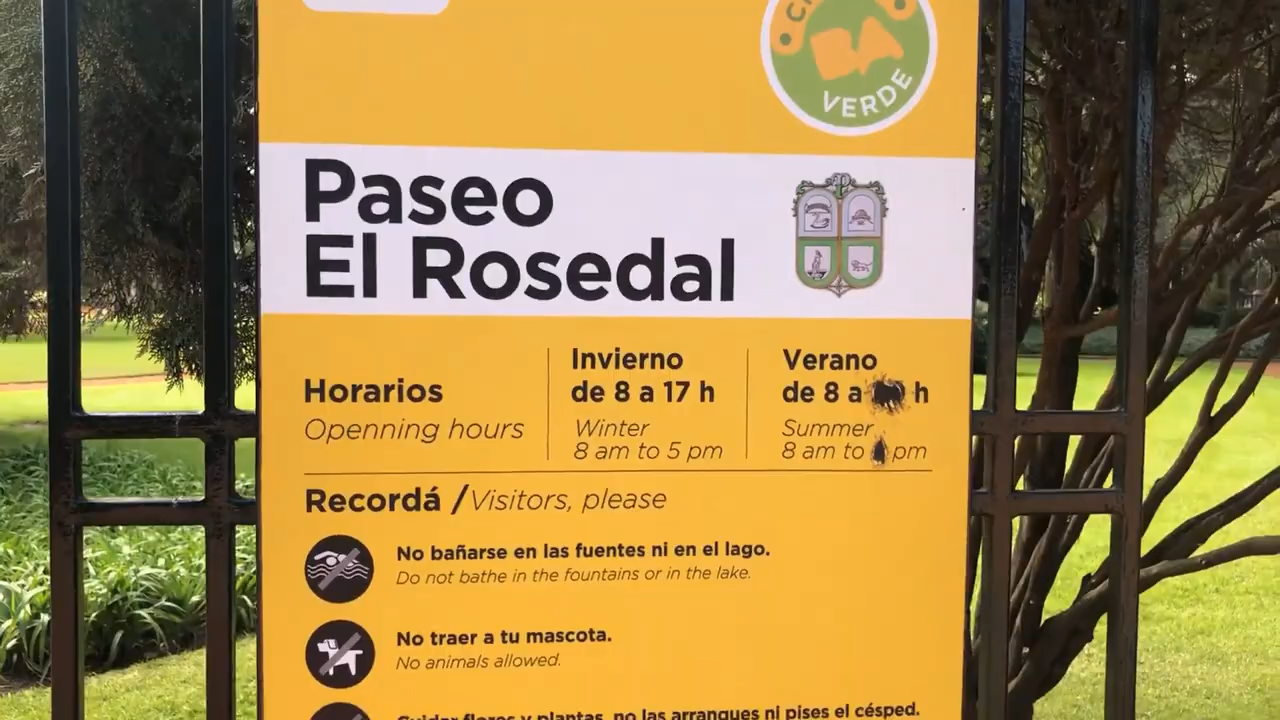 BA
VERDE
Paseo
El Rosedal
Horarios
Openning hours
Invierno
de 8 a 17 h
Winter
8 am to 5 pm
Verano
de 8 a h
Summer
8 am to pm
Recordá / Visitors, please
No bañarse en las fuentes ni en el lago.
Do not bathe in the fountains or in the lake.
No traer a tu mascota.
No animals allowed.
Cuidar flores y plantas, no las arranques ni pises el césped.